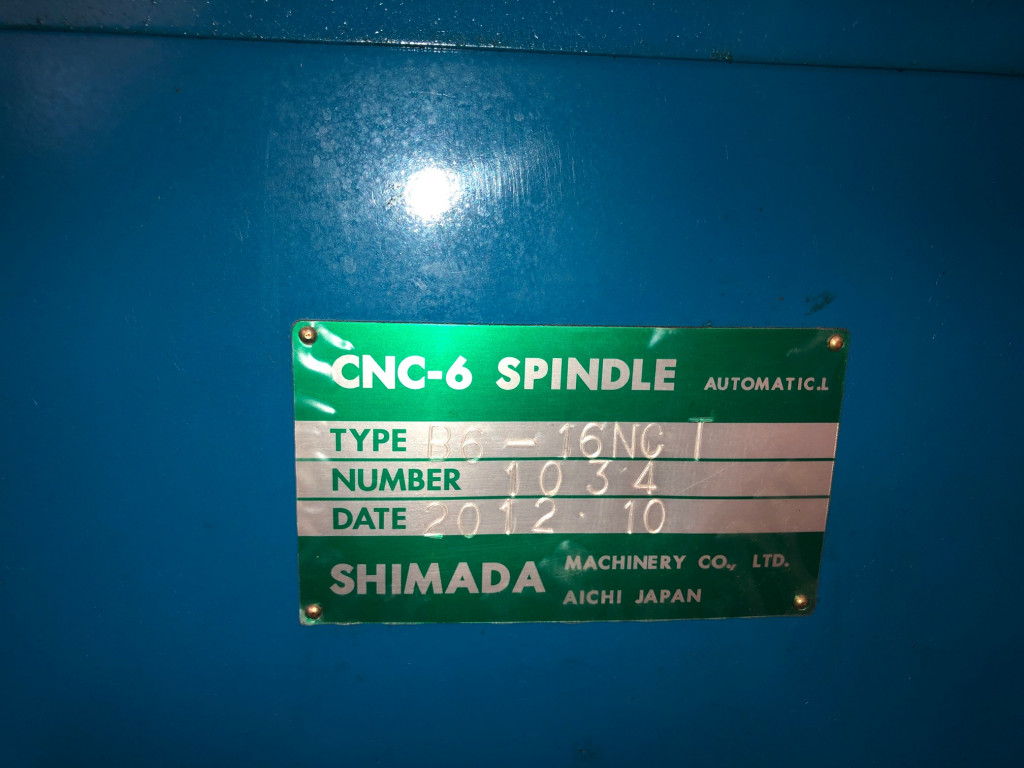 CNC-6 SPINDLE AUTOMATIC.L
TYPE B6-16NC T
NUMBER 1034
DATE 2012.10
SHIMADA MACHINERY CO., LTD.
AICHI JAPAN